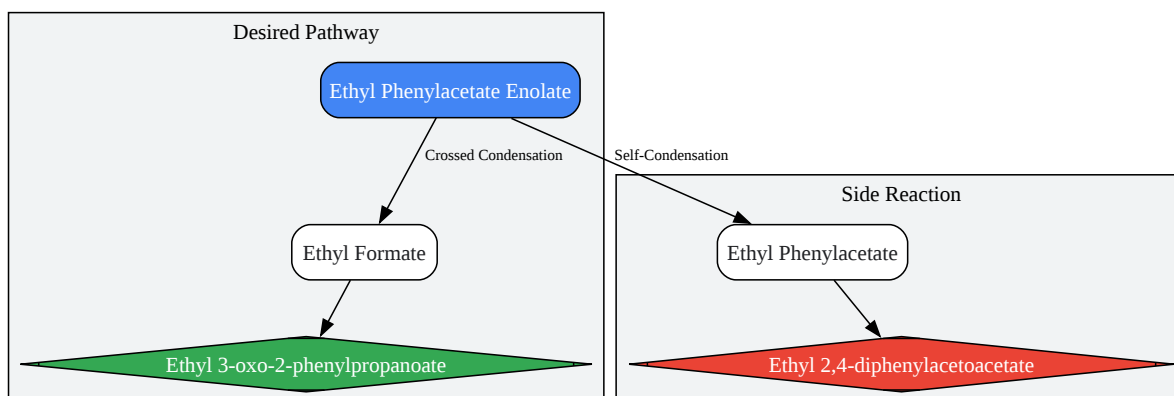 Desired Pathway
Ethyl Phenylacetate Enolate
Crossed Condensation
Self-Condensation
Side Reaction
Ethyl Formate
Ethyl Phenylacetate
Ethyl 3-oxo-2-phenylpropanoate
Ethyl 2,4-diphenylacetoacetate